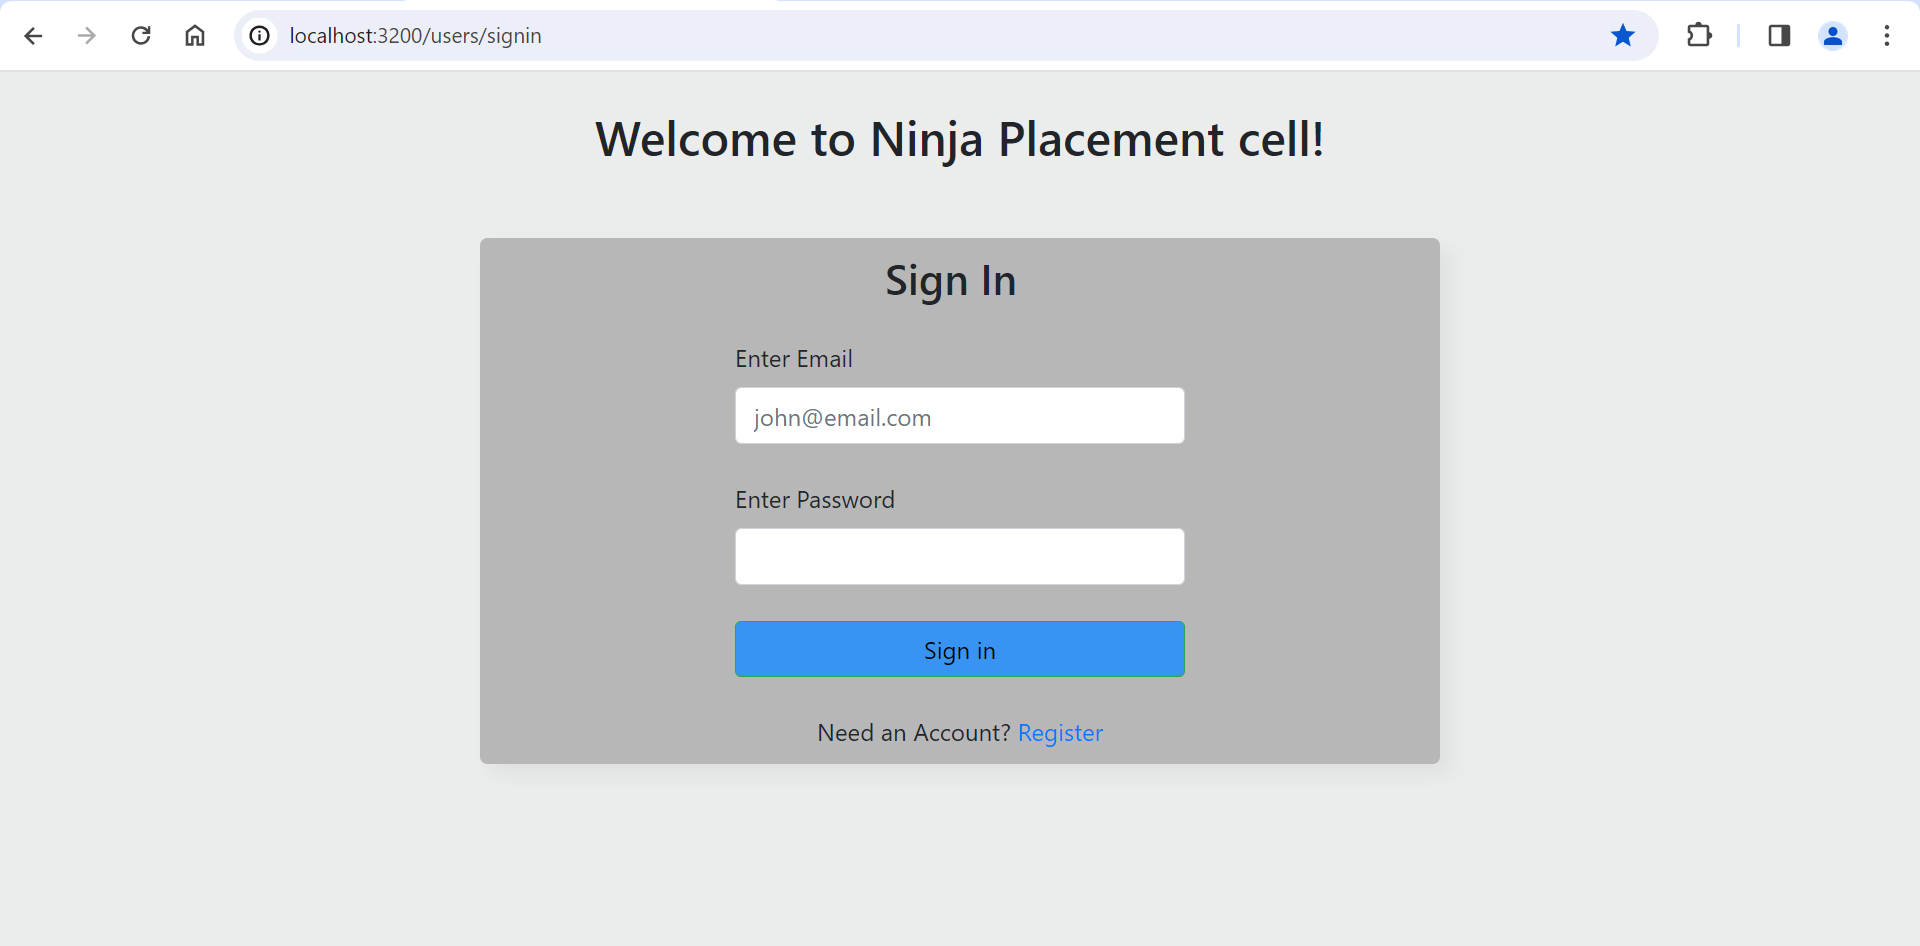 localhost:3200/users/signin
Welcome to Ninja Placement cell!
Sign In
Enter Email
john@email.com
Enter Password
Sign in
Need an Account? Register